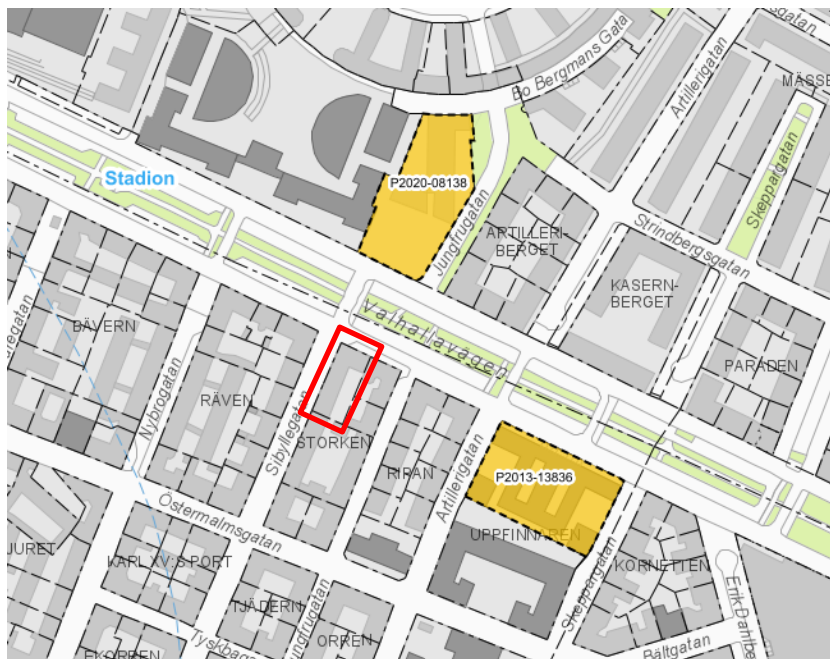 Bo Bergmans Gata
Artillerigatan
MÄSSE
Skeppargatan
Stadion
P2020-08138
Jungfrugatan
ARTILLERI-
BERGET
Strindbergsgatan
KASERN-
BERGET
Valhallavägen
BÄVERN
PARADEN
Nybrogatan
RÄVEN
Sibyllegatan
STORKEN
RIPAN
Artillerigatan
P2013-13836
Östermalmsgatan
UPPFINNAREN
JURET
KARL XV:S PORT
Skeppargatan
KORNETTEN
TJÄDERN
Jungfrugatan
ORREN
Erik Dahlbe
EKORREN
Tyskbaga
Bältgatan